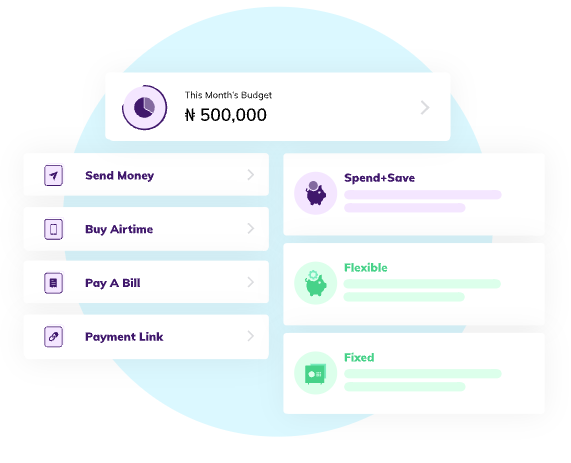 This Month's Budget
₦ 500,000
Send Money
Buy Airtime
Pay A Bill
Payment Link
Spend+Save
Flexible
Fixed